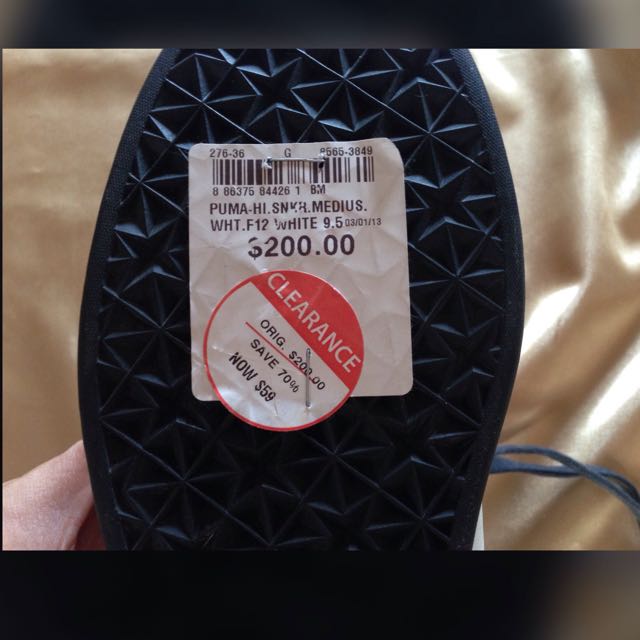 276-36 G 8565-3849
8 86375 84426 1 BM
PUMA-HI.SNKR.MEDIUS.
WHT.F12 WHITE 9.5 03/01/13
$200.00
CLEARANCE
ORIG. $200.00
SAVE 70%
NOW $59